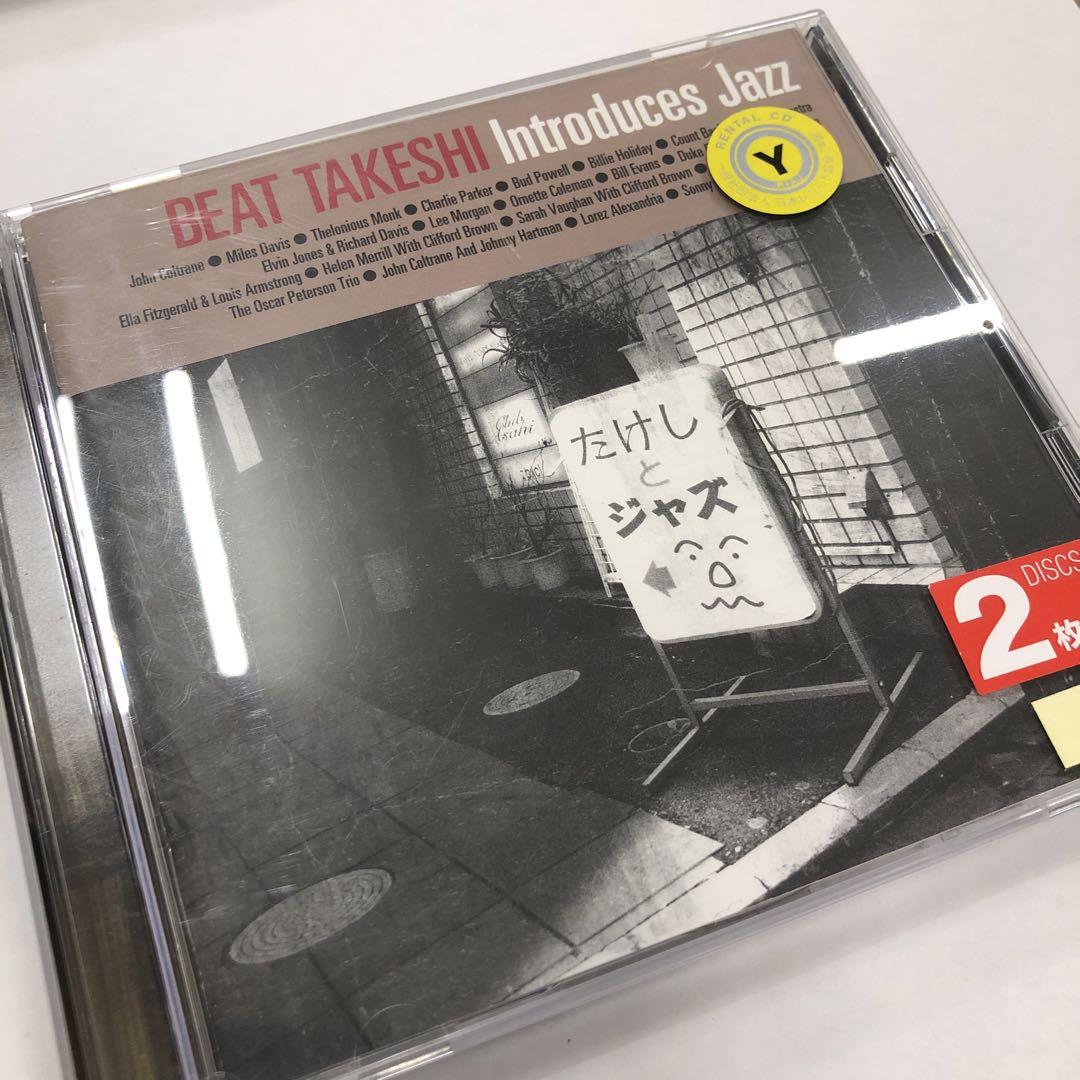 BEAT TAKESHI Introduces Jazz
John Coltrane ● Miles Davis ● Thelonious Monk ● Charlie Parker ● Bud Powell ● Billie Holiday ● Count
Elvin Jones & Richard Davis ● Lee Morgan ● Ornette Coleman ● Bill Evans ● Duke
Ella Fitzgerald & Louis Armstrong ● Helen Merrill With Clifford Brown ● Sarah Vaughan With Clifford Brown ●
The Oscar Peterson Trio ● John Coltrane And Johnny Hartman ● Lorez Alexandria ● Sonny
RENTAL CD
Y
Club
Asahi
たけし
と
ジャズ
2 DISCS
枚